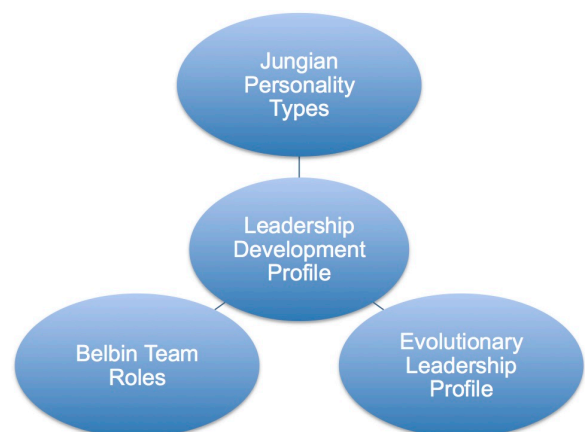 Jungian
Personality
Types
Leadership
Development
Profile
Belbin Team
Roles
Evolutionary
Leadership
Profile